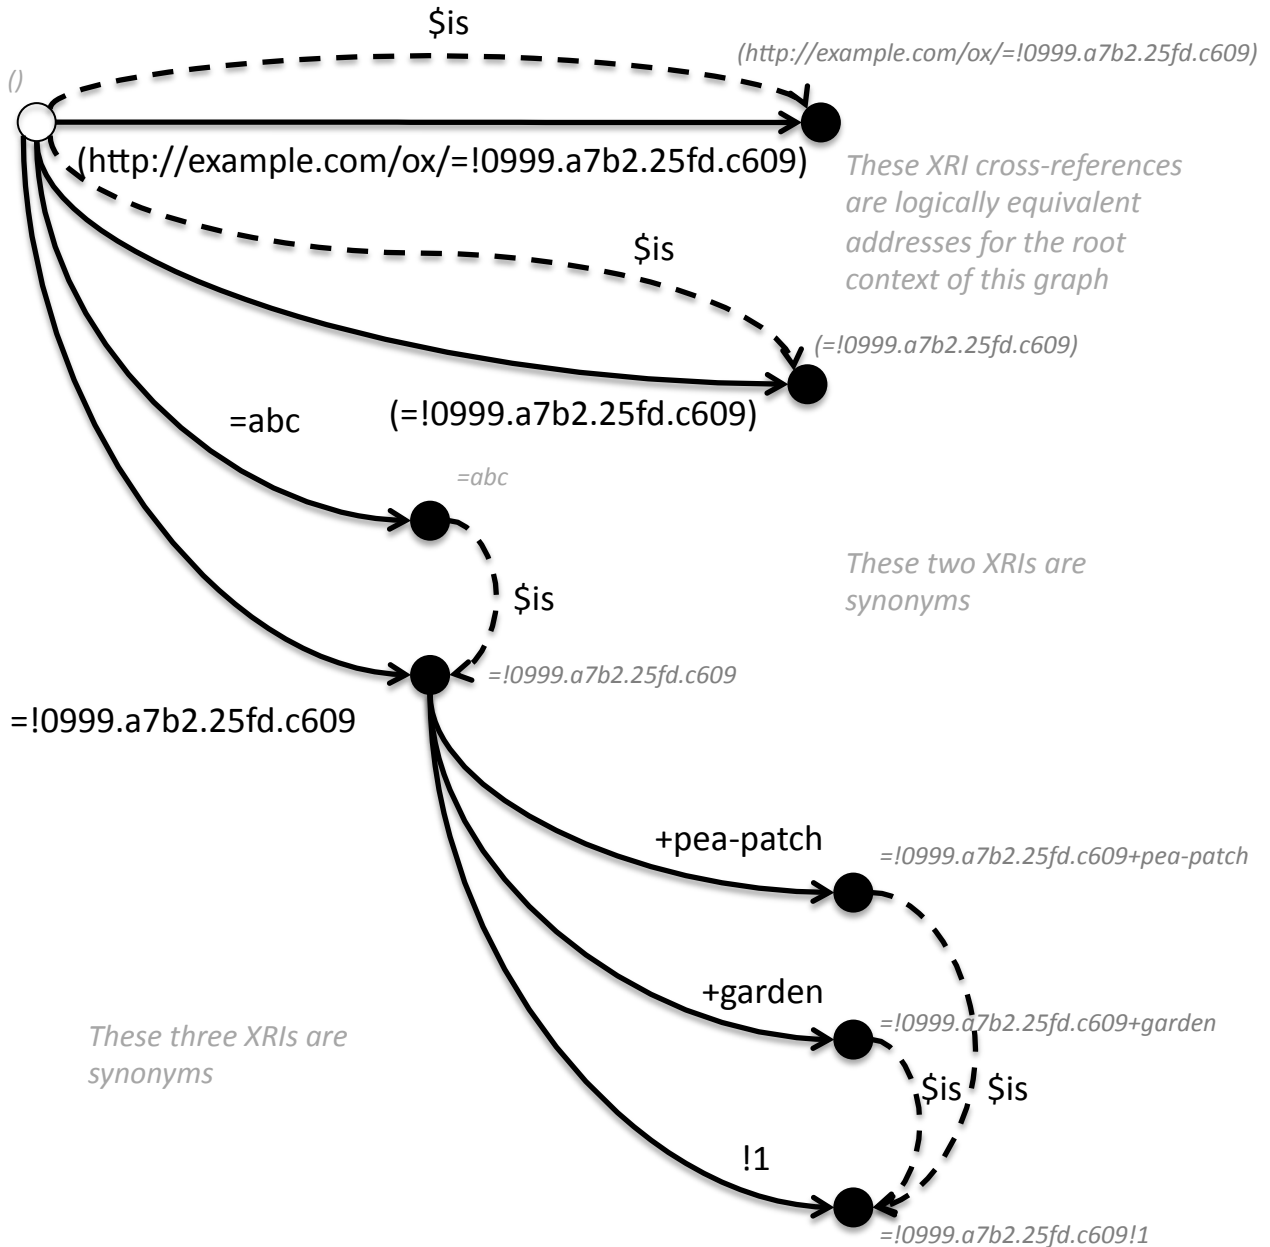 $is
(http://example.com/ox/=!0999.a7b2.25fd.c609)
()
(http://example.com/ox/=!0999.a7b2.25fd.c609)
These XRI cross-references
are logically equivalent
addresses for the root
context of this graph
$is
(=!0999.a7b2.25fd.c609)
=abc
(=!0999.a7b2.25fd.c609)
=abc
These two XRIs are
synonyms
$is
=!0999.a7b2.25fd.c609
=!0999.a7b2.25fd.c609
+pea-patch
=!0999.a7b2.25fd.c609+pea-patch
+garden
=!0999.a7b2.25fd.c609+garden
These three XRIs are
synonyms
$is
$is
!1
=!0999.a7b2.25fd.c609!1